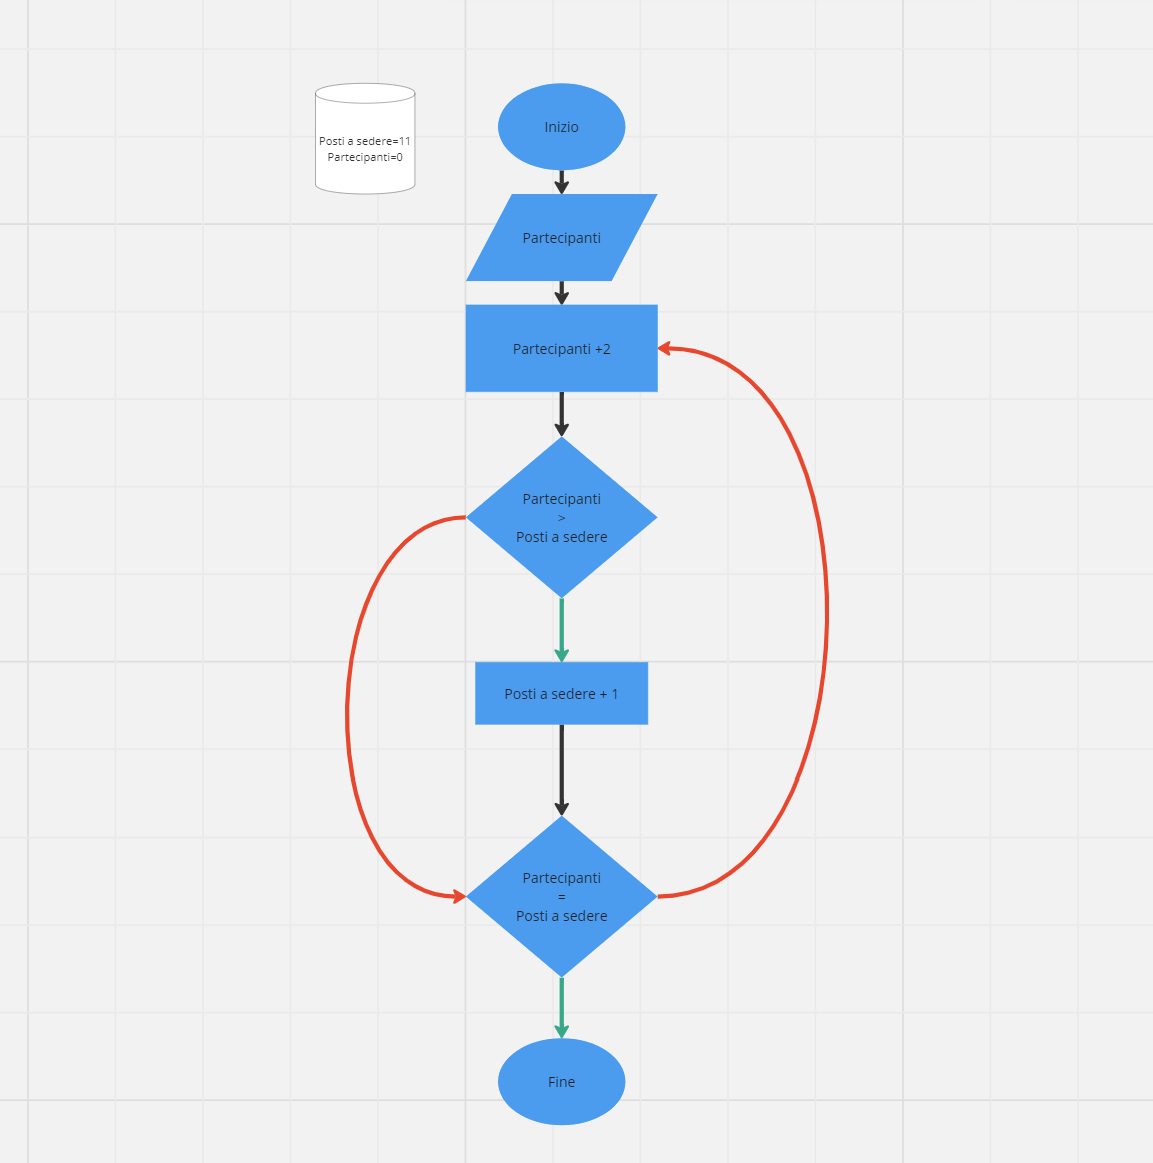 Posti a sedere=11
Partecipanti=0
Inizio
Partecipanti
Partecipanti +2
Partecipanti
>
Posti a sedere
Posti a sedere + 1
Partecipanti
=
Posti a sedere
Fine